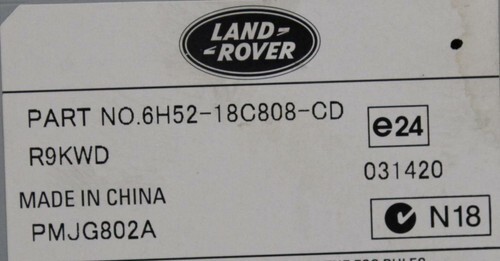 LAND
ROVER
PART NO.6H52-18C808-CD
e24
R9KWD
031420
MADE IN CHINA
PMJG802A
N18